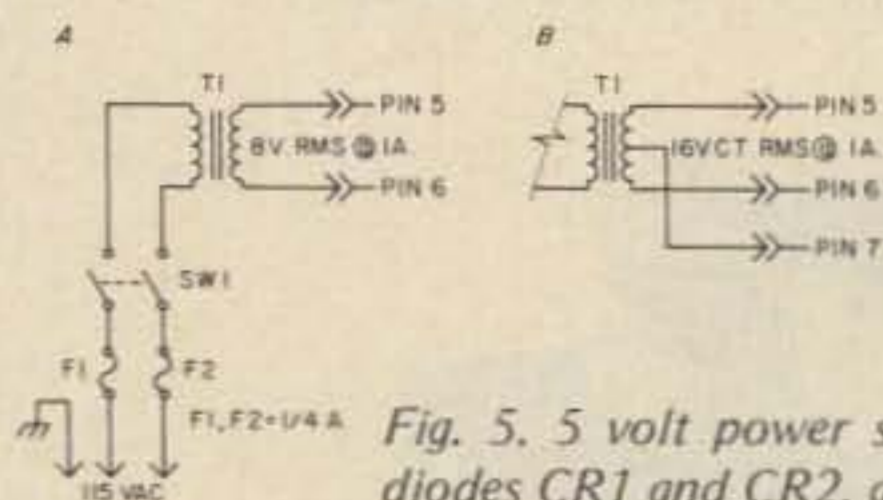 A
T1
PIN 5
8V. RMS @ 1A
PIN 6
SW1
F1
F2
F1, F2=1/4 A
115 VAC
B
T1
PIN 5
16VCT RMS@ 1A
PIN 6
PIN 7
Fig. 5. 5 volt power
diodes CR1 and CR2